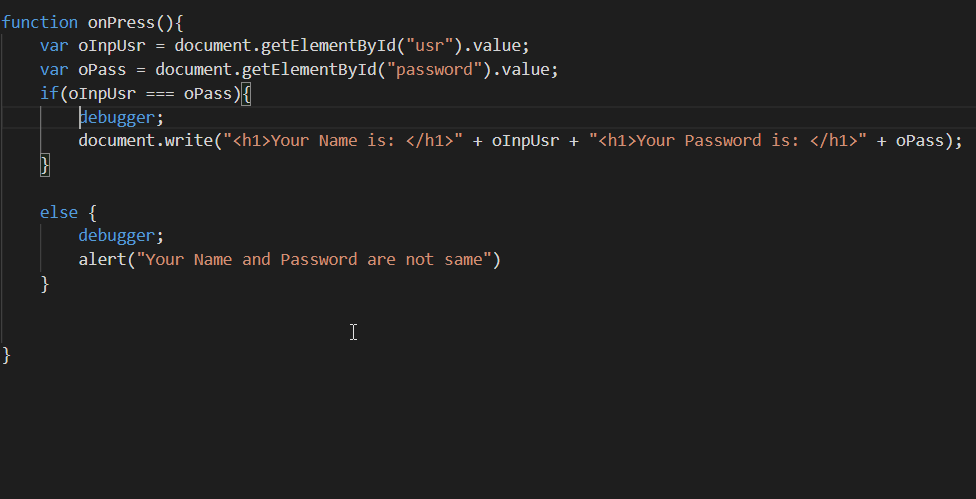 function onPress(){
    var oInpUsr = document.getElementById("usr").value;
    var oPass = document.getElementById("password").value;
    if(oInpUsr === oPass){
        debugger;
        document.write("<h1>Your Name is: </h1>" + oInpUsr + "<h1>Your Password is: </h1>" + oPass);
    }
    else {
        debugger;
        alert("Your Name and Password are not same")
    }
}